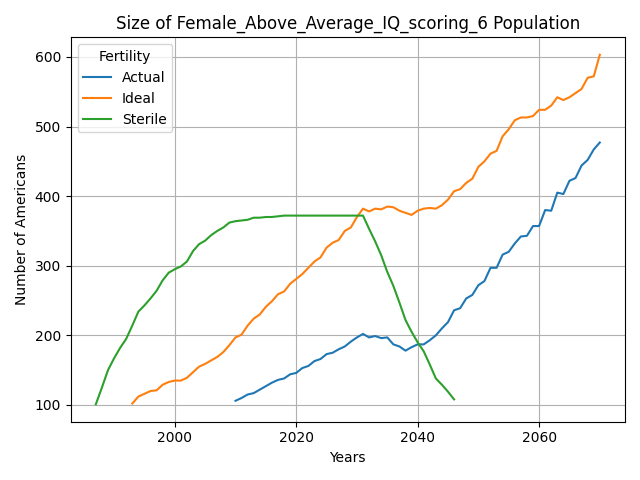 Size of Female_Above_Average_IQ_scoring_6 Population
Fertility
Actual
Ideal
Sterile
Number of Americans
600
500
400
300
200
100
2000
2020
2040
2060
Years